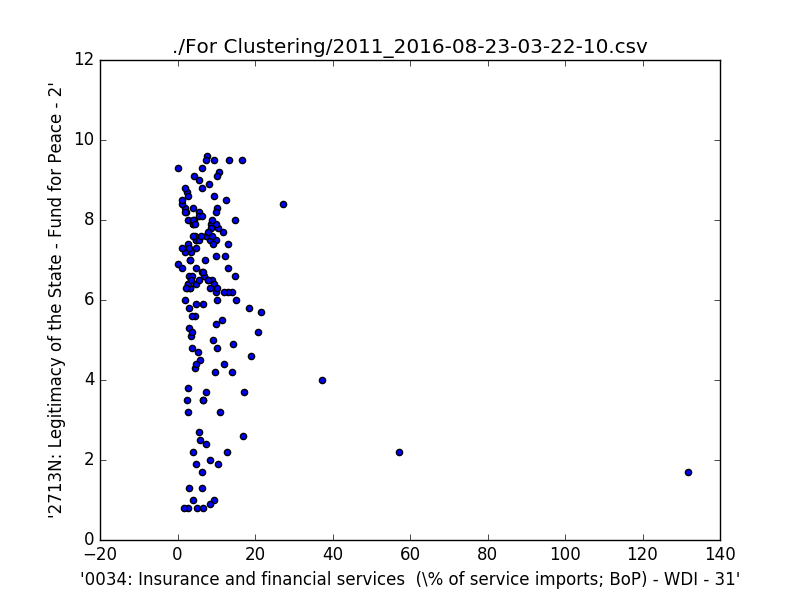 ./For Clustering/2011_2016-08-23-03-22-10.csv
12
10
8
6
4
2
0
'2713N: Legitimacy of the State - Fund for Peace - 2'
−20 0 20 40 60 80 100 120 140
'0034: Insurance and financial services (\% of service imports; BoP) - WDI - 31'